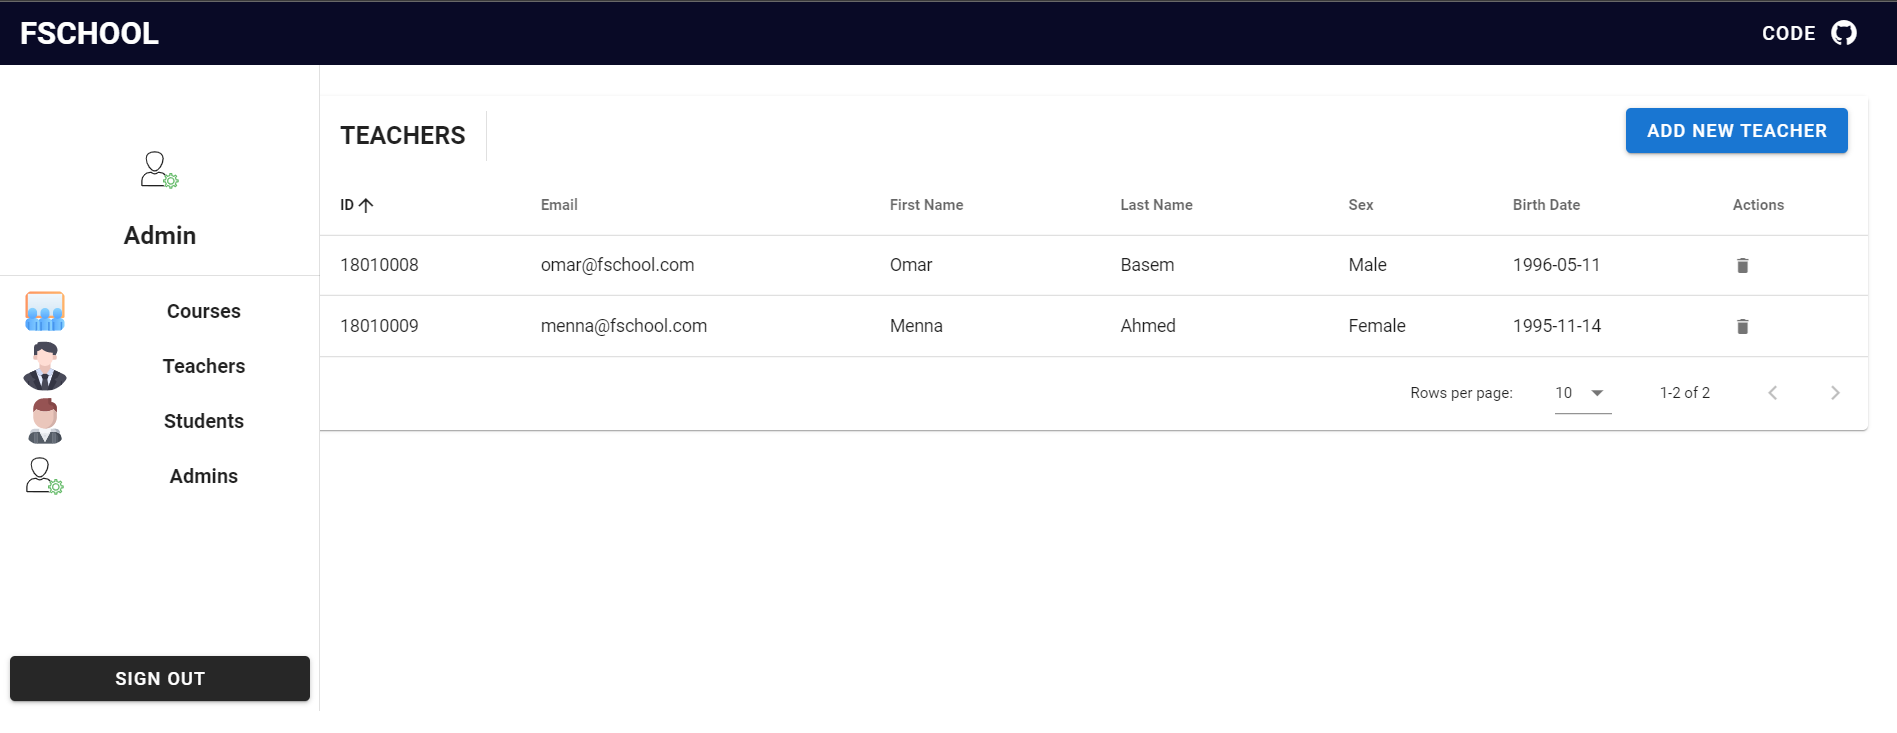 FSCHOOL
CODE
Admin
Courses
Teachers
Students
Admins
SIGN OUT
TEACHERS
ADD NEW TEACHER
ID Email First Name Last Name Sex Birth Date Actions
18010008 omar@fschool.com Omar Basem Male 1996-05-11
18010009 menna@fschool.com Menna Ahmed Female 1995-11-14
Rows per page: 10 1-2 of 2